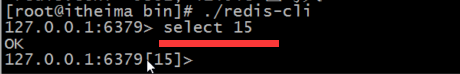 [root@itheima bin]# ./redis-cli
127.0.0.1:6379> select 15
OK
127.0.0.1:6379[15]>